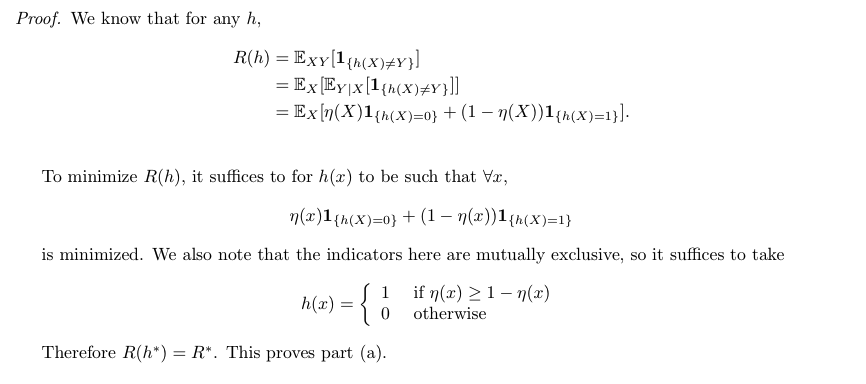 Proof. We know that for any h,
R(h) = 𝔼_{XY}[𝟏_{\{h(X)≠Y\}}]
= 𝔼_X[𝔼_{Y|X}[𝟏_{\{h(X)≠Y\}}]]
= 𝔼_X[η(X)𝟏_{\{h(X)=0\}} + (1 − η(X))𝟏_{\{h(X)=1\}}].
To minimize R(h), it suffices to for h(x) to be such that ∀x,
η(x)𝟏_{\{h(X)=0\}} + (1 − η(x))𝟏_{\{h(X)=1\}}
is minimized. We also note that the indicators here are mutually exclusive, so it suffices to take
h(x) = { 1 if η(x) ≥ 1 − η(x)
0 otherwise
Therefore R(h*) = R*. This proves part (a).